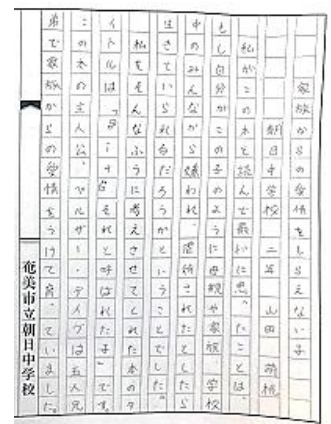 家族からの愛情をもらえない子
朝日中学校 二年 山田
私がこの本を読んで最初に思ったことは、
もし自分がこの子のように母親や家族、学校
中のみんなから嫌われ、虐待されたとしたら
はたしていられるだろうかということでした。
私をそんなふうに考えさせてくれた本のタ
イトルは「"It"(それ)と呼ばれた子」です。
この本の主人公、デイヴは五人兄
弟で家族からの愛情をうけて育っていました。
奄美市立朝日中学校